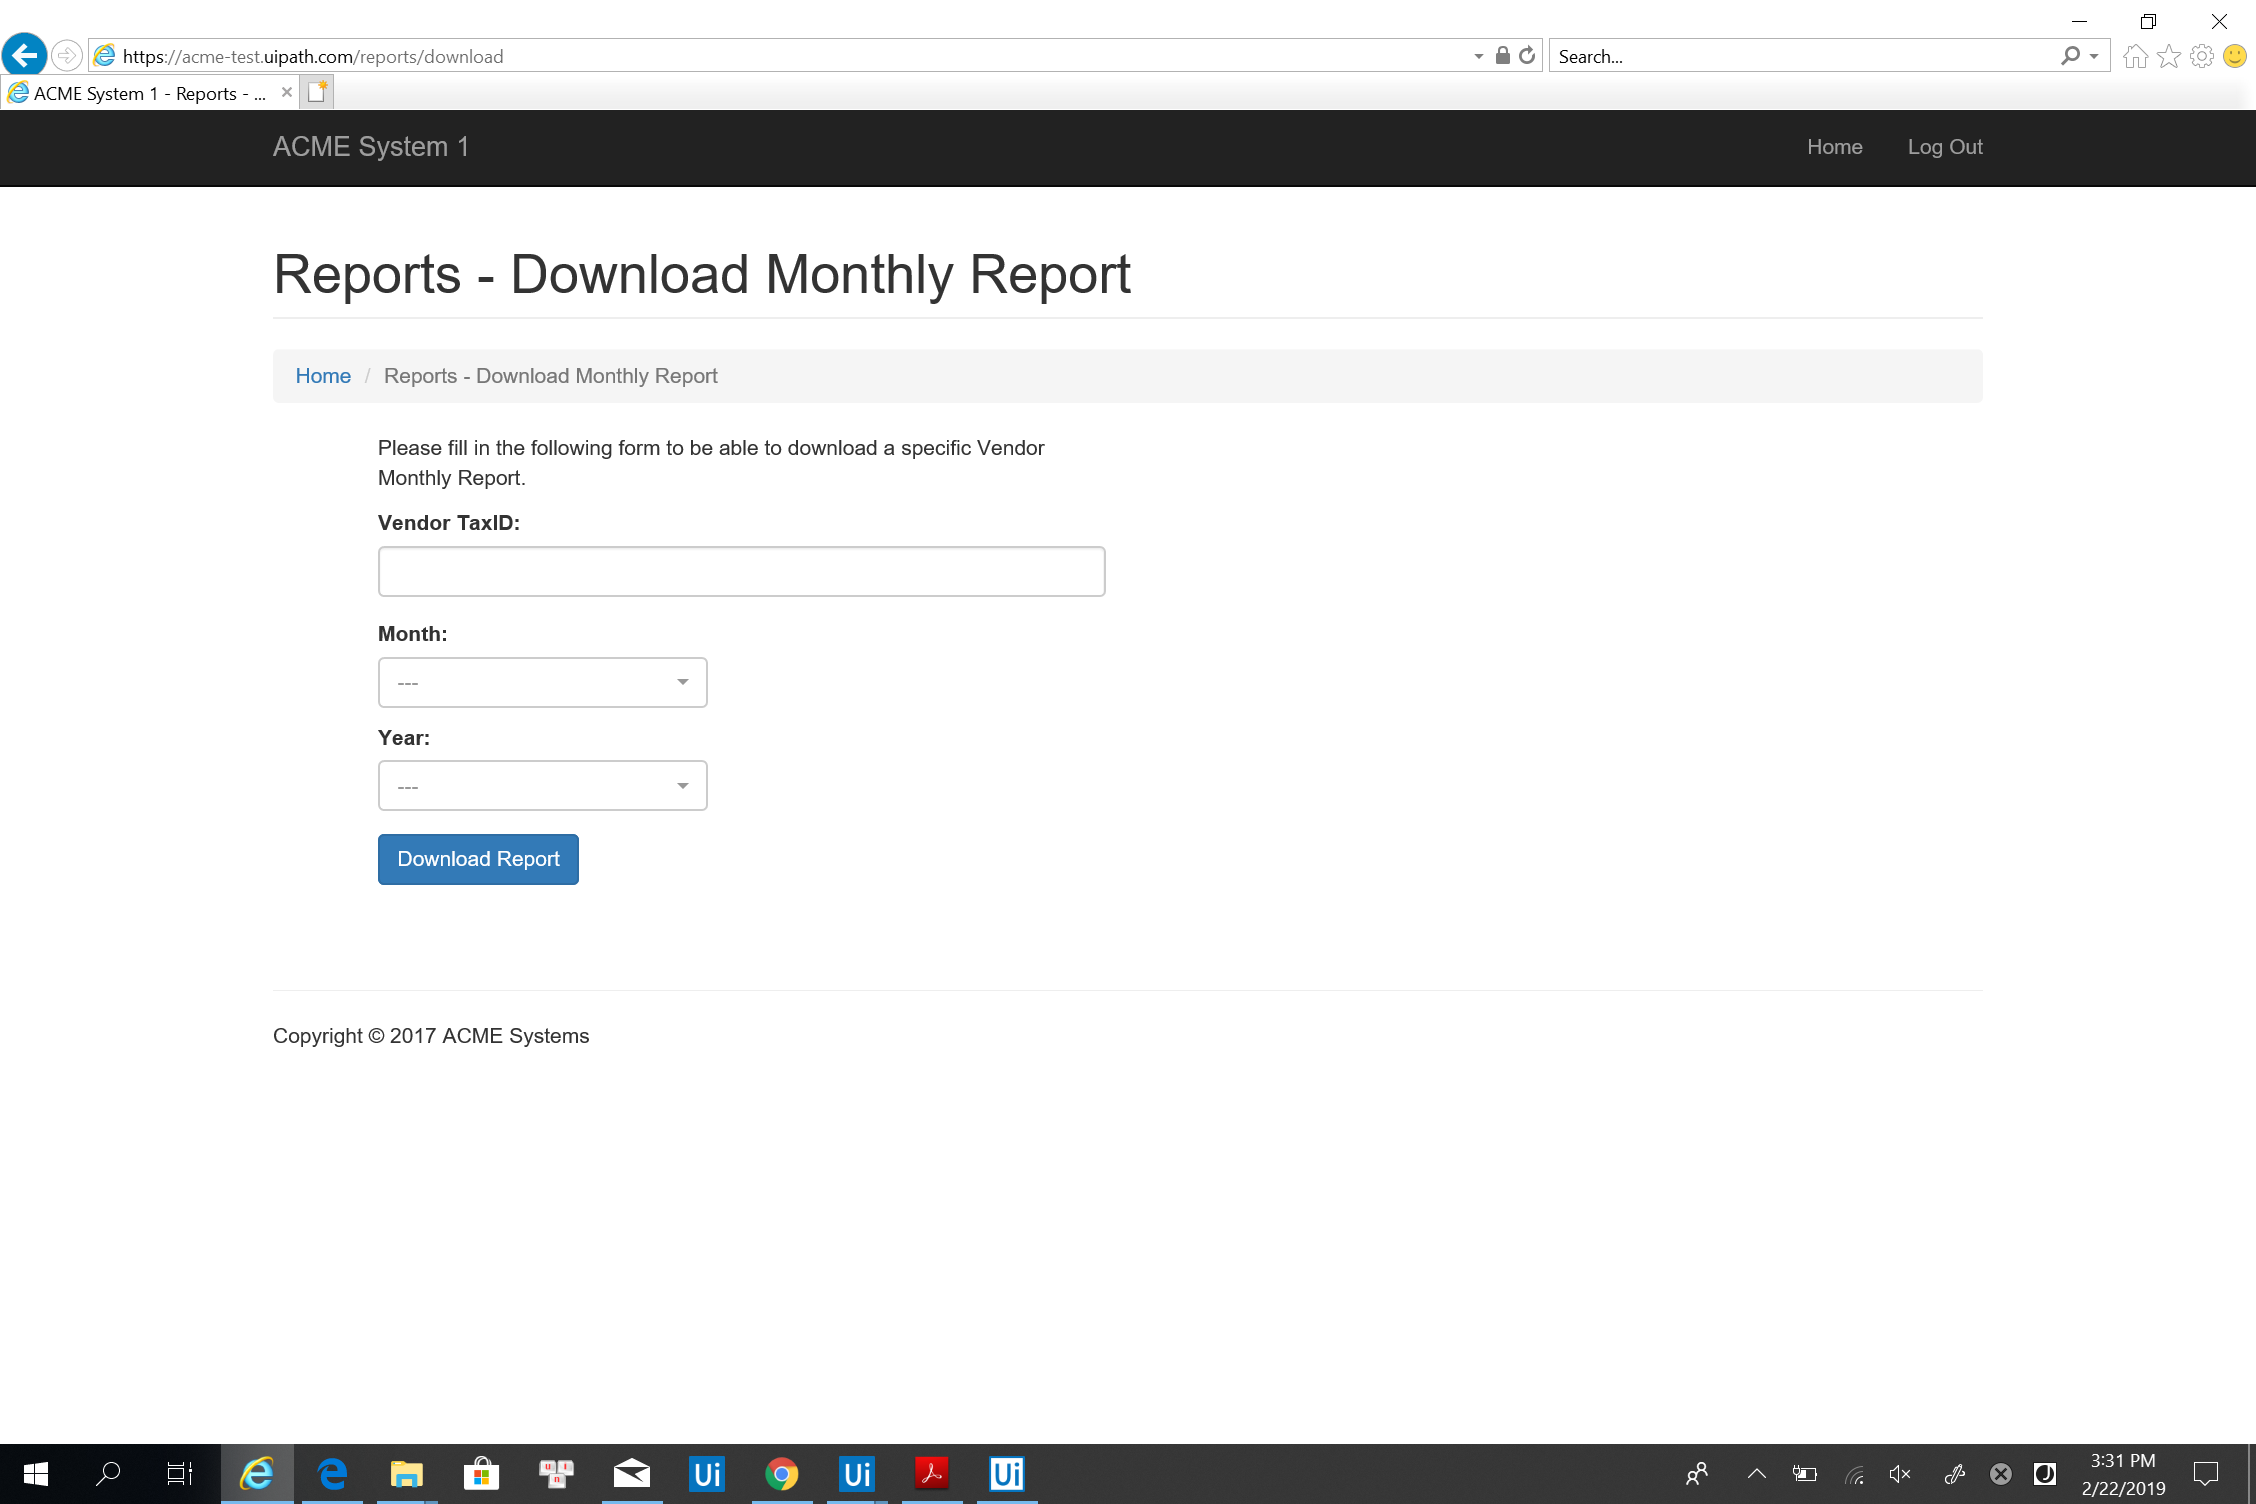 https://acme-test.uipath.com/reports/download
Search...
ACME System 1 - Reports - ...
ACME System 1
Home
Log Out
Reports - Download Monthly Report
Home / Reports - Download Monthly Report
Please fill in the following form to be able to download a specific Vendor
Monthly Report.
Vendor TaxID:
Month:
---
Year:
---
Download Report
Copyright © 2017 ACME Systems
Ui
Ui
Ui
3:31 PM
2/22/2019